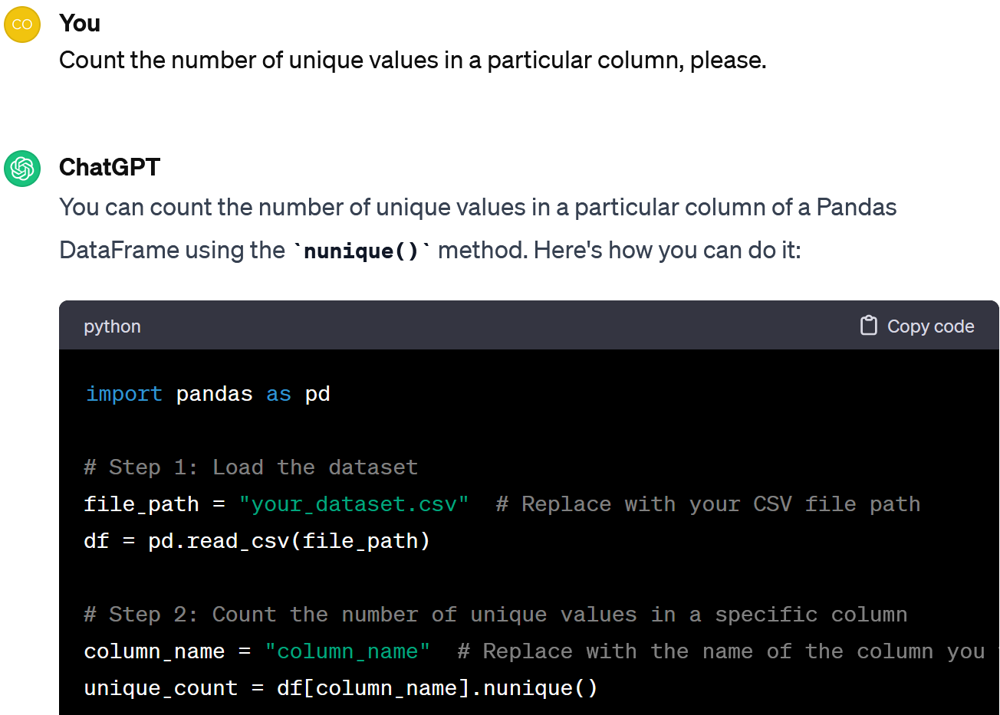 CO
You
Count the number of unique values in a particular column, please.
ChatGPT
You can count the number of unique values in a particular column of a Pandas
DataFrame using the `nunique()` method. Here's how you can do it:
python
Copy code
import pandas as pd
# Step 1: Load the dataset
file_path = "your_dataset.csv"  # Replace with your CSV file path
df = pd.read_csv(file_path)
# Step 2: Count the number of unique values in a specific column
column_name = "column_name"  # Replace with the name of the column you
unique_count = df[column_name].nunique()